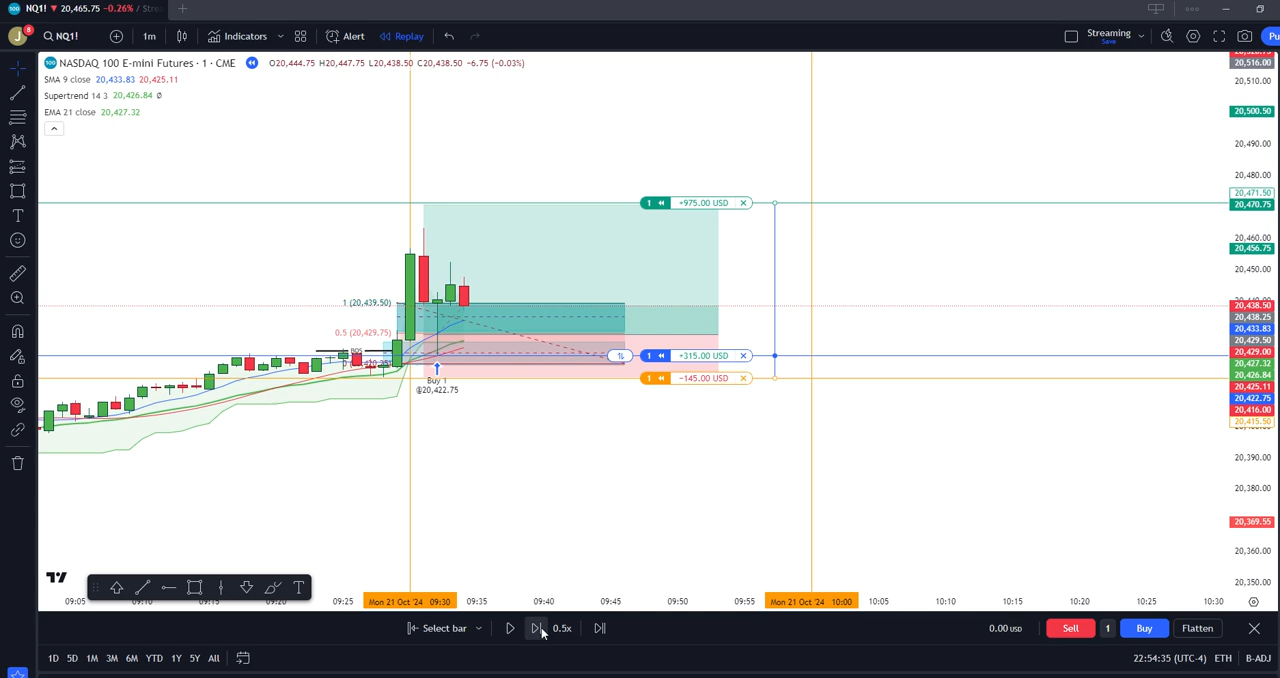 NQ1! ▼ 20,465.75 −0.26% / Strea
J 8 NQ1! 1m Indicators Alert Replay Streaming Save Pu
NASDAQ 100 E-mini Futures · 1 · CME O20,444.75 H20,447.75 L20,438.50 C20,438.50 −6.75 (−0.03%)
SMA 9 close 20,433.83 20,425.11
Supertrend 14 3 20,426.84 Ø
EMA 21 close 20,427.32
20,516.00
20,510.00
20,500.50
20,490.00
20,480.00
20,471.50
20,470.75
20,460.00
20,456.75
20,450.00
20,438.50
20,438.25
20,433.83
20,429.50
20,429.00
20,427.32
20,426.84
20,425.11
20,422.75
20,416.00
20,415.50
20,390.00
20,380.00
20,369.55
20,360.00
20,350.00
1 +975.00 USD ×
1 (20,439.50)
0.5 (20,429.75)
BOS
1 +315.00 USD ×
1 −145.00 USD ×
Buy 1
@20,422.75
T
09:05 09:10 09:15 09:20 09:25 Mon 21 Oct '24 09:30 09:35 09:40 09:45 09:50 09:55 Mon 21 Oct '24 10:00 10:05 10:10 10:15 10:20 10:25 10:30
Select bar 0.5x 0.00 USD Sell 1 Buy Flatten
1D 5D 1M 3M 6M YTD 1Y 5Y All 22:54:35 (UTC-4) ETH B-ADJ